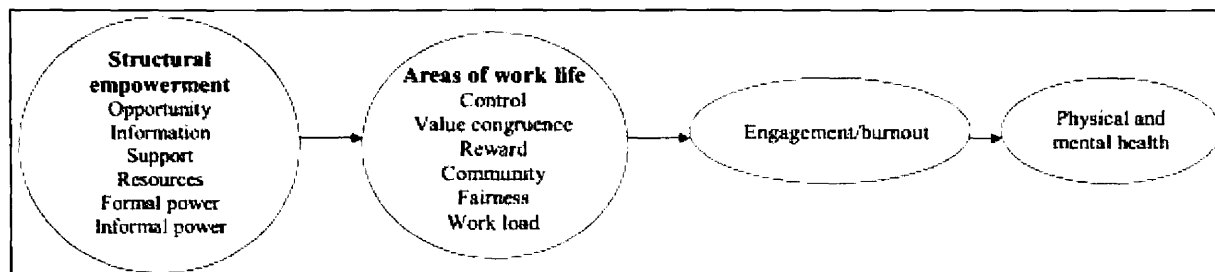 Structural
empowerment
Opportunity
Information
Support
Resources
Formal power
Informal power
Areas of work life
Control
Value congruence
Reward
Community
Fairness
Work load
Engagement/burnout
Physical and
mental health